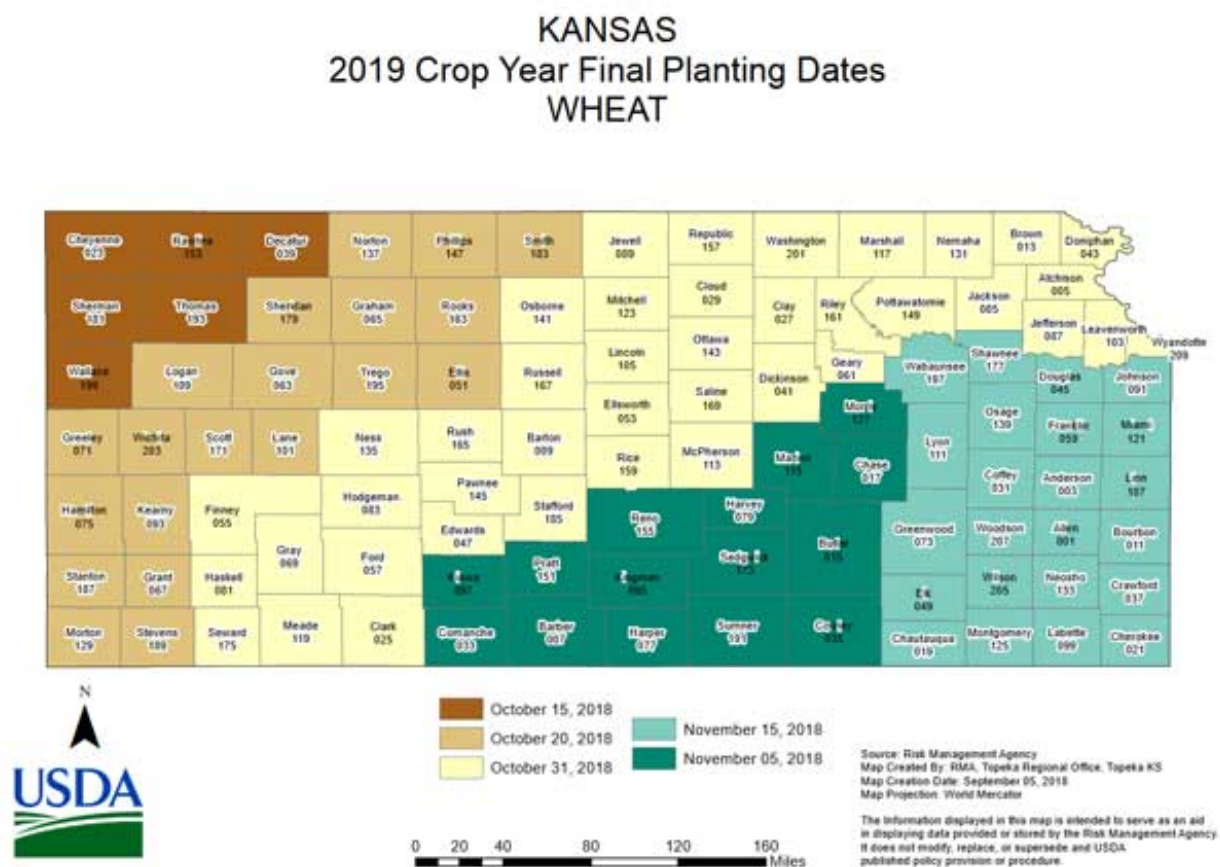 KANSAS
2019 Crop Year Final Planting Dates
WHEAT
Cheyenne
023
Rawlins
153
Decatur
039
Norton
137
Phillips
147
Smith
183
Jewell
089
Republic
157
Washington
201
Marshall
117
Nemaha
131
Brown
013
Doniphan
043
Atchison
005
Sherman
181
Thomas
193
Sheridan
179
Graham
065
Rooks
163
Osborne
141
Mitchell
123
Cloud
029
Clay
027
Riley
161
Pottawatomie
149
Jackson
085
Jefferson
087
Leavenworth
103
Wyandotte
209
Ottawa
143
Wallace
199
Logan
109
Gove
063
Trego
195
Ellis
051
Russell
167
Lincoln
105
Saline
169
Dickinson
041
Geary
061
Wabaunsee
197
Shawnee
177
Douglas
045
Johnson
091
Ellsworth
053
Morris
127
Osage
139
Franklin
059
Miami
121
Greeley
071
Wichita
203
Scott
171
Lane
101
Ness
135
Rush
165
Barton
009
Rice
159
McPherson
113
Marion
115
Chase
017
Lyon
111
Coffey
031
Anderson
003
Linn
107
Pawnee
145
Hamilton
075
Kearny
093
Finney
055
Hodgeman
083
Stafford
185
Edwards
047
Reno
155
Harvey
079
Butler
015
Greenwood
073
Woodson
207
Allen
001
Bourbon
011
Gray
069
Ford
057
Sedgwick
173
Stanton
187
Grant
067
Haskell
081
Kiowa
097
Pratt
151
Kingman
095
Elk
049
Wilson
205
Neosho
133
Crawford
037
Morton
129
Stevens
189
Seward
175
Meade
119
Clark
025
Comanche
033
Barber
007
Harper
077
Sumner
191
Cowley
035
Chautauqua
019
Montgomery
125
Labette
099
Cherokee
021
N
USDA
October 15, 2018
October 20, 2018
October 31, 2018
November 15, 2018
November 05, 2018
0 20 40 80 120 160
Miles
Source: Risk Management Agency
Map Created By: RMA, Topeka Regional Office, Topeka KS
Map Creation Date: September 05, 2018
Map Projection: World Mercator
The Information displayed in this map is intended to serve as an aid
in displaying data provided or stored by the Risk Management Agency.
It does not modify, replace, or supersede and USDA
published policy provision or procedure.